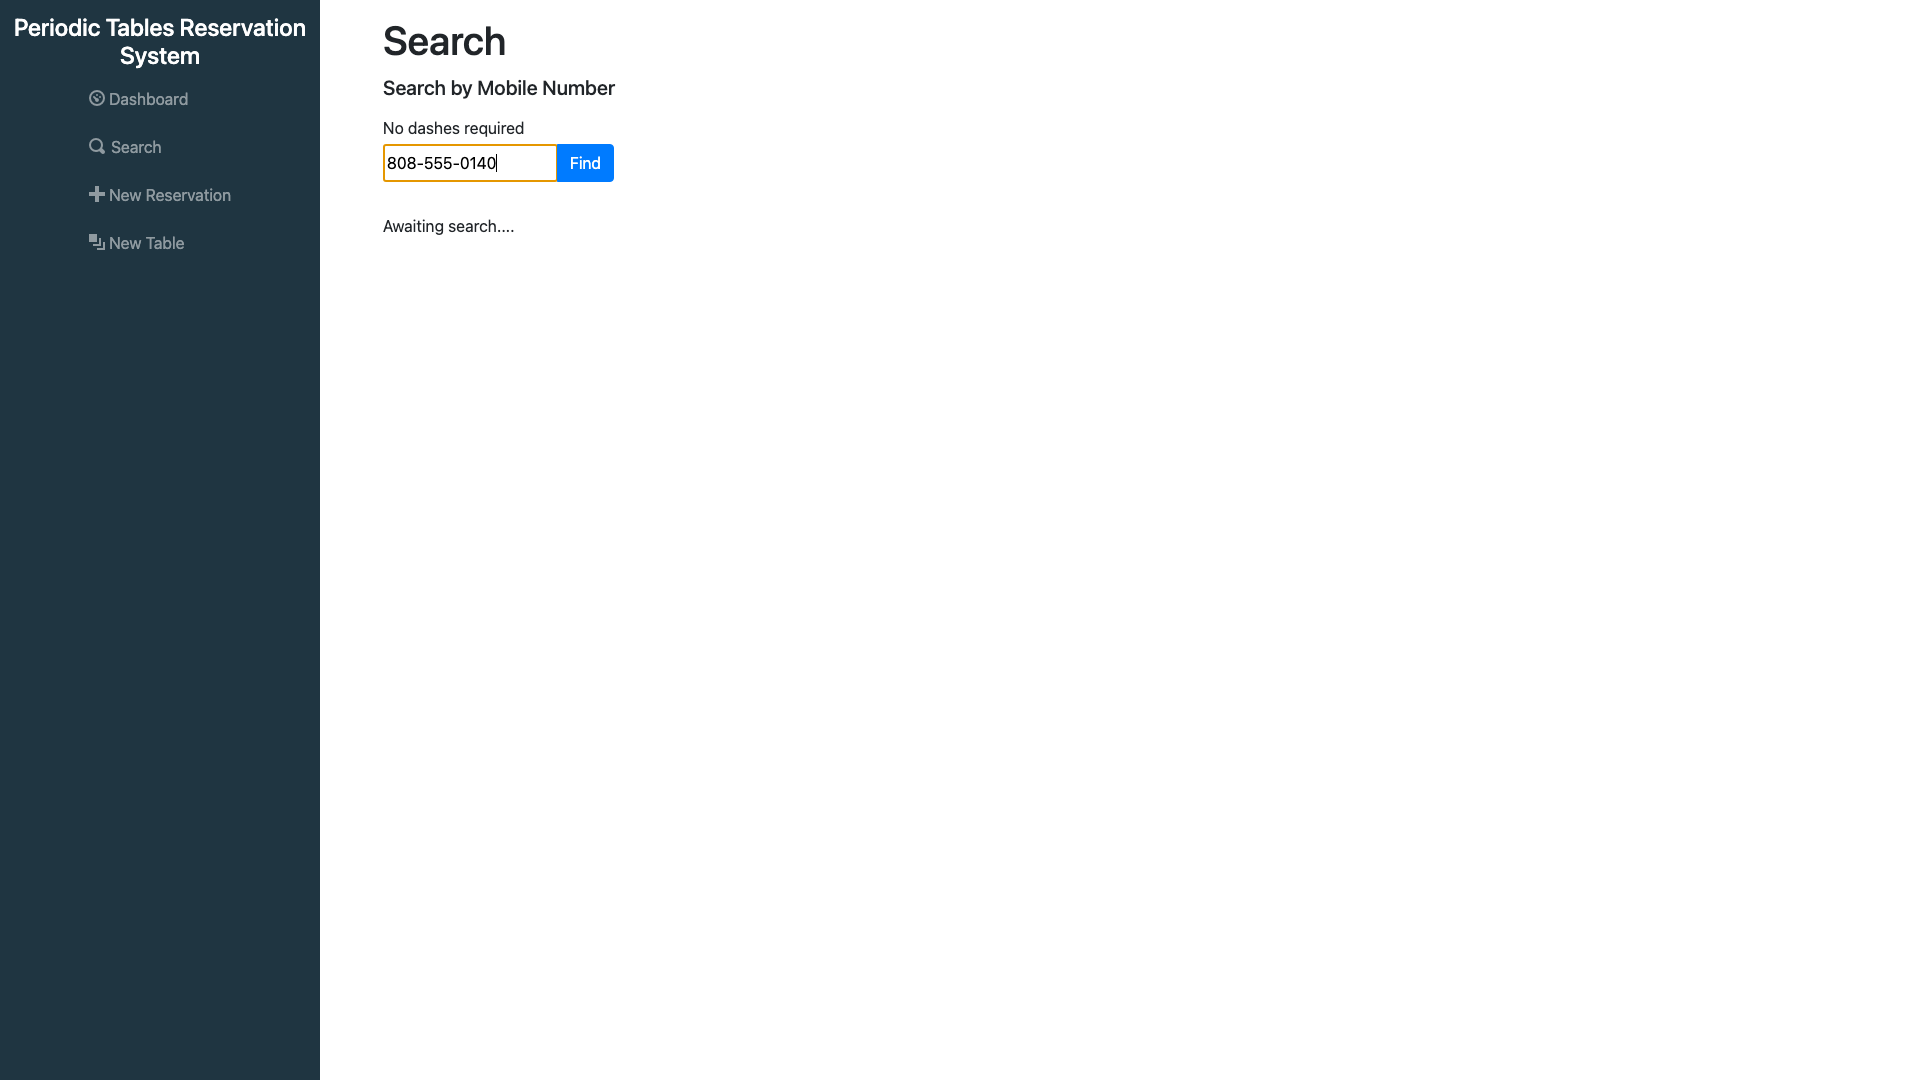 Periodic Tables Reservation
System
Dashboard
Search
New Reservation
New Table
Search
Search by Mobile Number
No dashes required
808-555-0140
Find
Awaiting search....